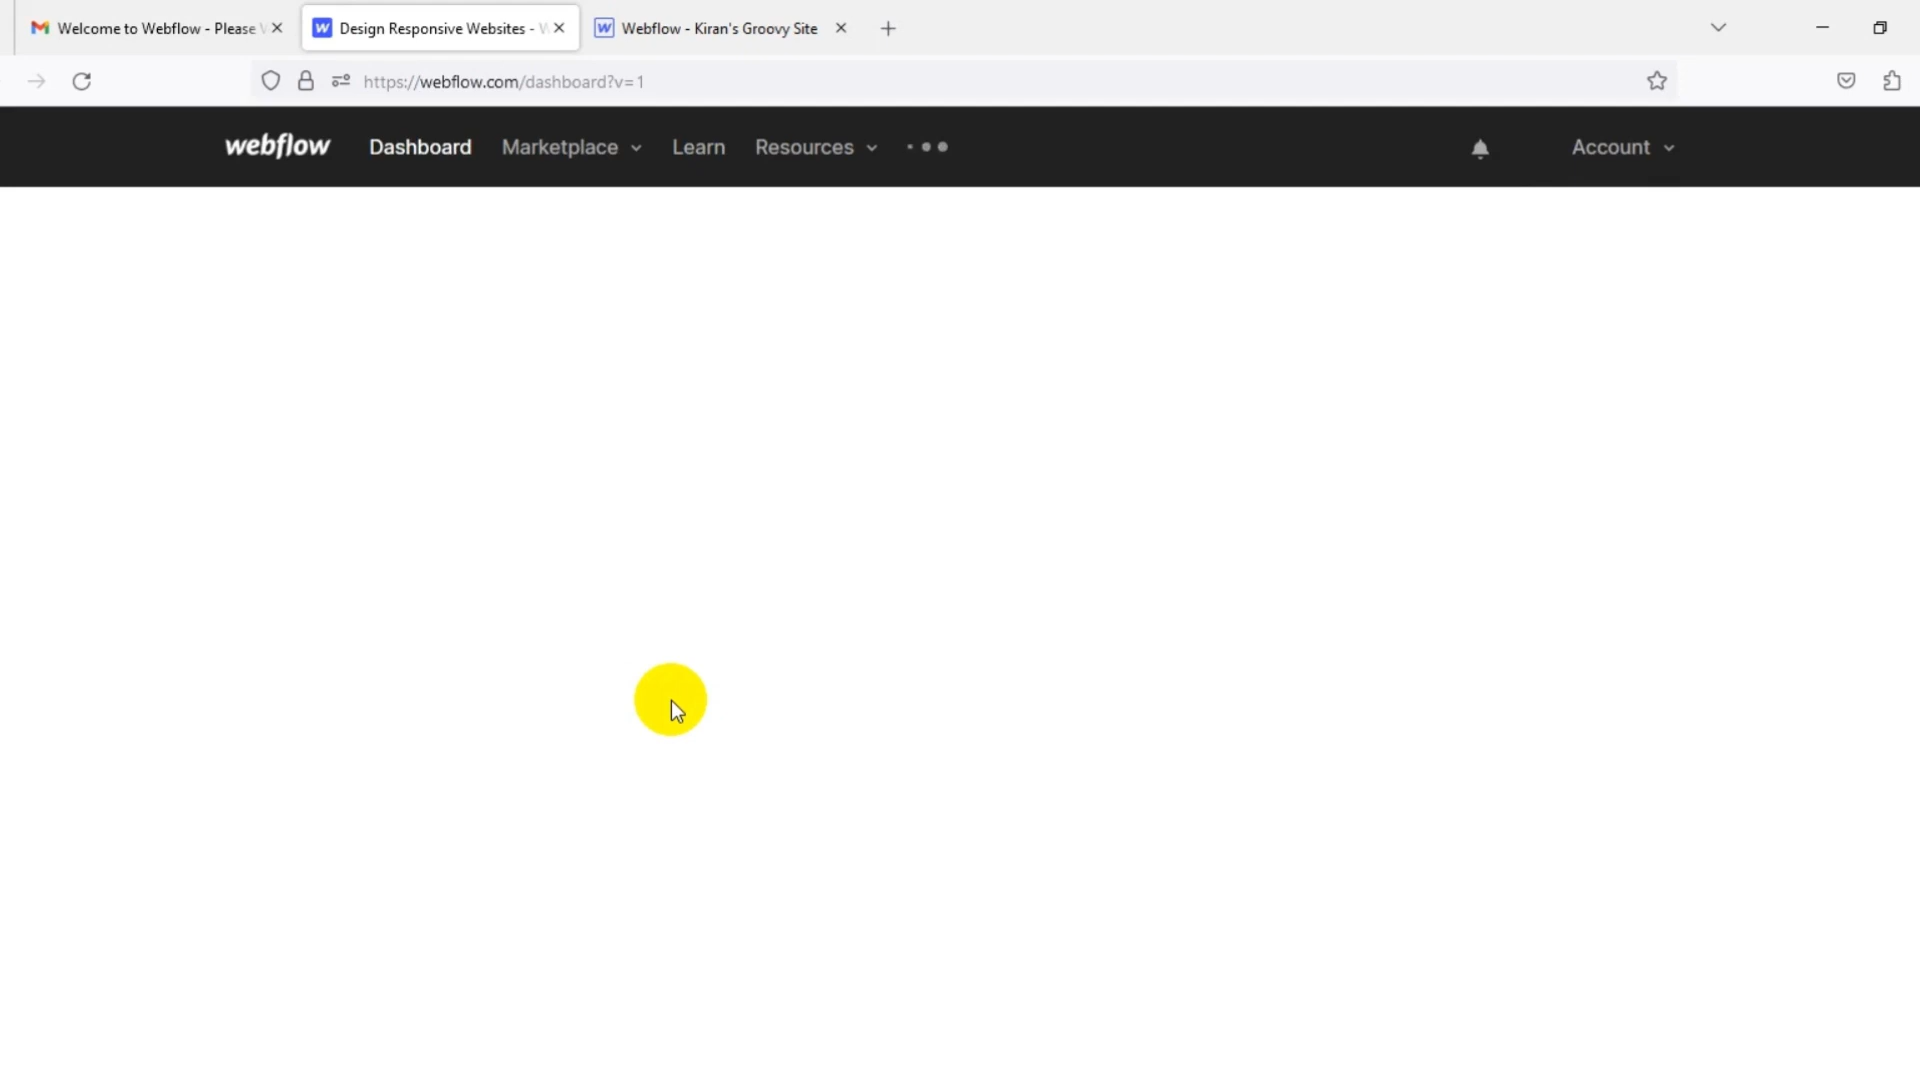 Welcome to Webflow - Please
Design Responsive Websites -
Webflow - Kiran's Groovy Site
https://webflow.com/dashboard?v=1
webflow
Dashboard
Marketplace
Learn
Resources
Account